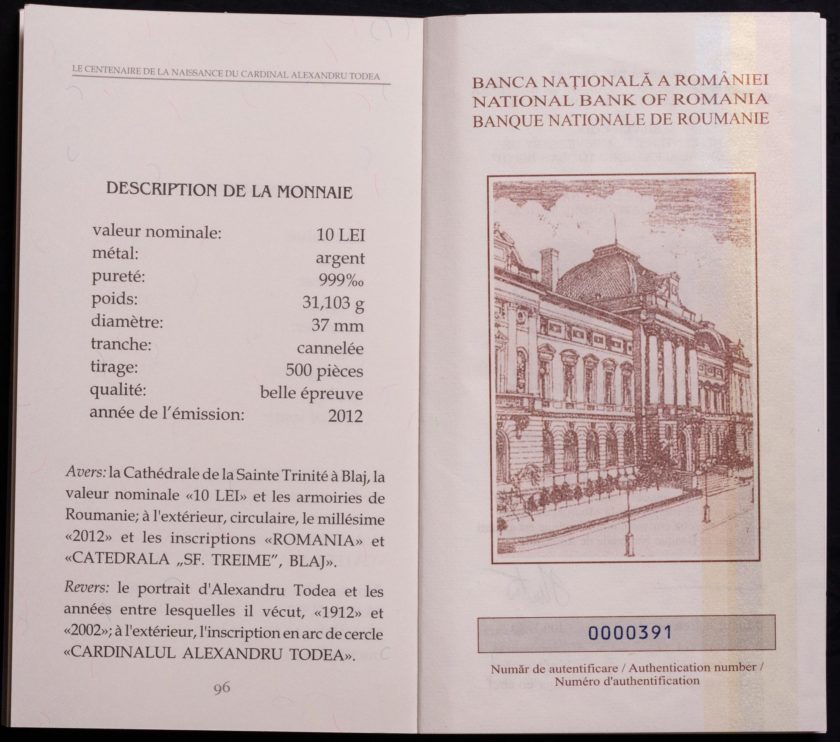 LE CENTENAIRE DE LA NAISSANCE DU CARDINAL ALEXANDRU TODEA
DESCRIPTION DE LA MONNAIE
valeur nominale: 10 LEI
métal: argent
pureté: 999‰
poids: 31,103 g
diamètre: 37 mm
tranche: cannelée
tirage: 500 pièces
qualité: belle épreuve
année de l'émission: 2012
Avers: la Cathédrale de la Sainte Trinité à Blaj, la
valeur nominale «10 LEI» et les armoiries de
Roumanie; à l'extérieur, circulaire, le millésime
«2012» et les inscriptions «ROMANIA» et
«CATEDRALA „SF. TREIME”, BLAJ».
Revers: le portrait d'Alexandru Todea et les
années entre lesquelles il vécut, «1912» et
«2002»; à l'extérieur, l'inscription en arc de cercle
«CARDINALUL ALEXANDRU TODEA».
96
BANCA NAȚIONALĂ A ROMÂNIEI
NATIONAL BANK OF ROMANIA
BANQUE NATIONALE DE ROUMANIE
0000391
Număr de autentificare / Authentication number /
Numéro d'authentification